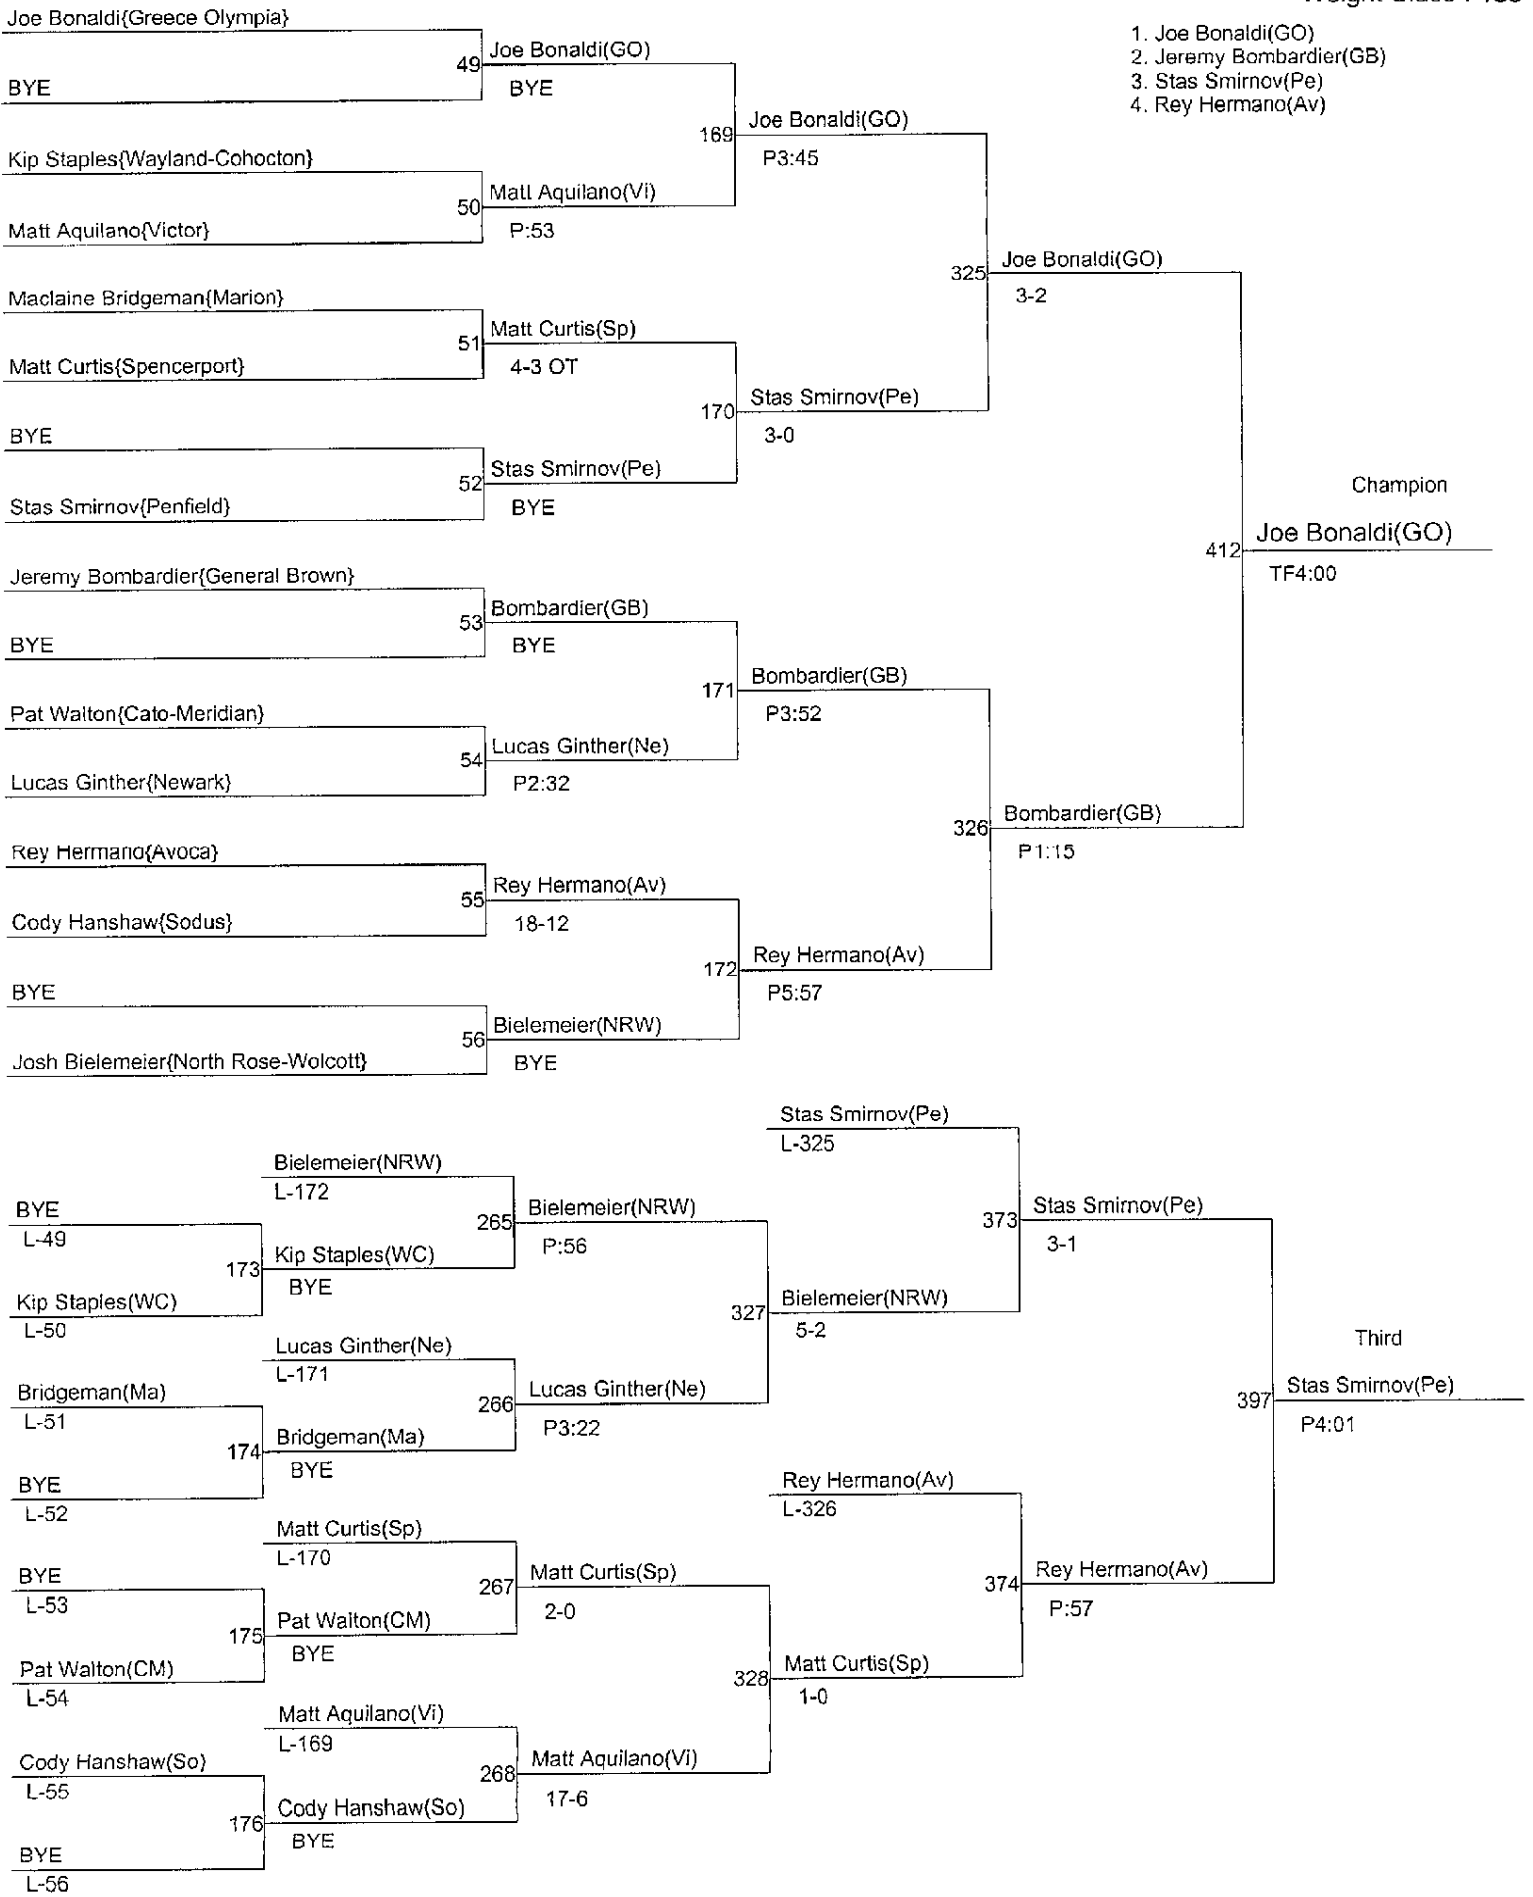 Joe Bonaldi{Greece Olympia}
BYE
Kip Staples{Wayland-Cohocton}
Matt Aquilano{Victor}
Maclaine Bridgeman{Marion}
Matt Curtis{Spencerport}
BYE
Stas Smirnov{Penfield}
Jeremy Bombardier{General Brown}
BYE
Pat Walton{Cato-Meridian}
Lucas Ginther{Newark}
Rey Hermano{Avoca}
Cody Hanshaw{Sodus}
BYE
Josh Bielemeier{North Rose-Wolcott}
49
Joe Bonaldi(GO)
BYE
50
Matt Aquilano(Vi)
P:53
51
Matt Curtis(Sp)
4-3 OT
52
Stas Smirnov(Pe)
BYE
53
Bombardier(GB)
BYE
54
Lucas Ginther(Ne)
P2:32
55
Rey Hermano(Av)
18-12
56
Bielemeier(NRW)
BYE
169
Joe Bonaldi(GO)
P3:45
170
Stas Smirnov(Pe)
3-0
171
Bombardier(GB)
P3:52
172
Rey Hermano(Av)
P5:57
325
Joe Bonaldi(GO)
3-2
326
Bombardier(GB)
P1:15
1. Joe Bonaldi(GO)
2. Jeremy Bombardier(GB)
3. Stas Smirnov(Pe)
4. Rey Hermano(Av)
Champion
412
Joe Bonaldi(GO)
TF4:00
BYE
L-49
Kip Staples(WC)
L-50
Bridgeman(Ma)
L-51
BYE
L-52
BYE
L-53
Pat Walton(CM)
L-54
Cody Hanshaw(So)
L-55
BYE
L-56
Bielemeier(NRW)
L-172
173
Kip Staples(WC)
BYE
Lucas Ginther(Ne)
L-171
174
Bridgeman(Ma)
BYE
Matt Curtis(Sp)
L-170
175
Pat Walton(CM)
BYE
Matt Aquilano(Vi)
L-169
176
Cody Hanshaw(So)
BYE
265
Bielemeier(NRW)
P:56
266
Lucas Ginther(Ne)
P3:22
267
Matt Curtis(Sp)
2-0
268
Matt Aquilano(Vi)
17-6
Stas Smirnov(Pe)
L-325
327
Bielemeier(NRW)
5-2
Rey Hermano(Av)
L-326
328
Matt Curtis(Sp)
1-0
373
Stas Smirnov(Pe)
3-1
374
Rey Hermano(Av)
P:57
Third
397
Stas Smirnov(Pe)
P4:01